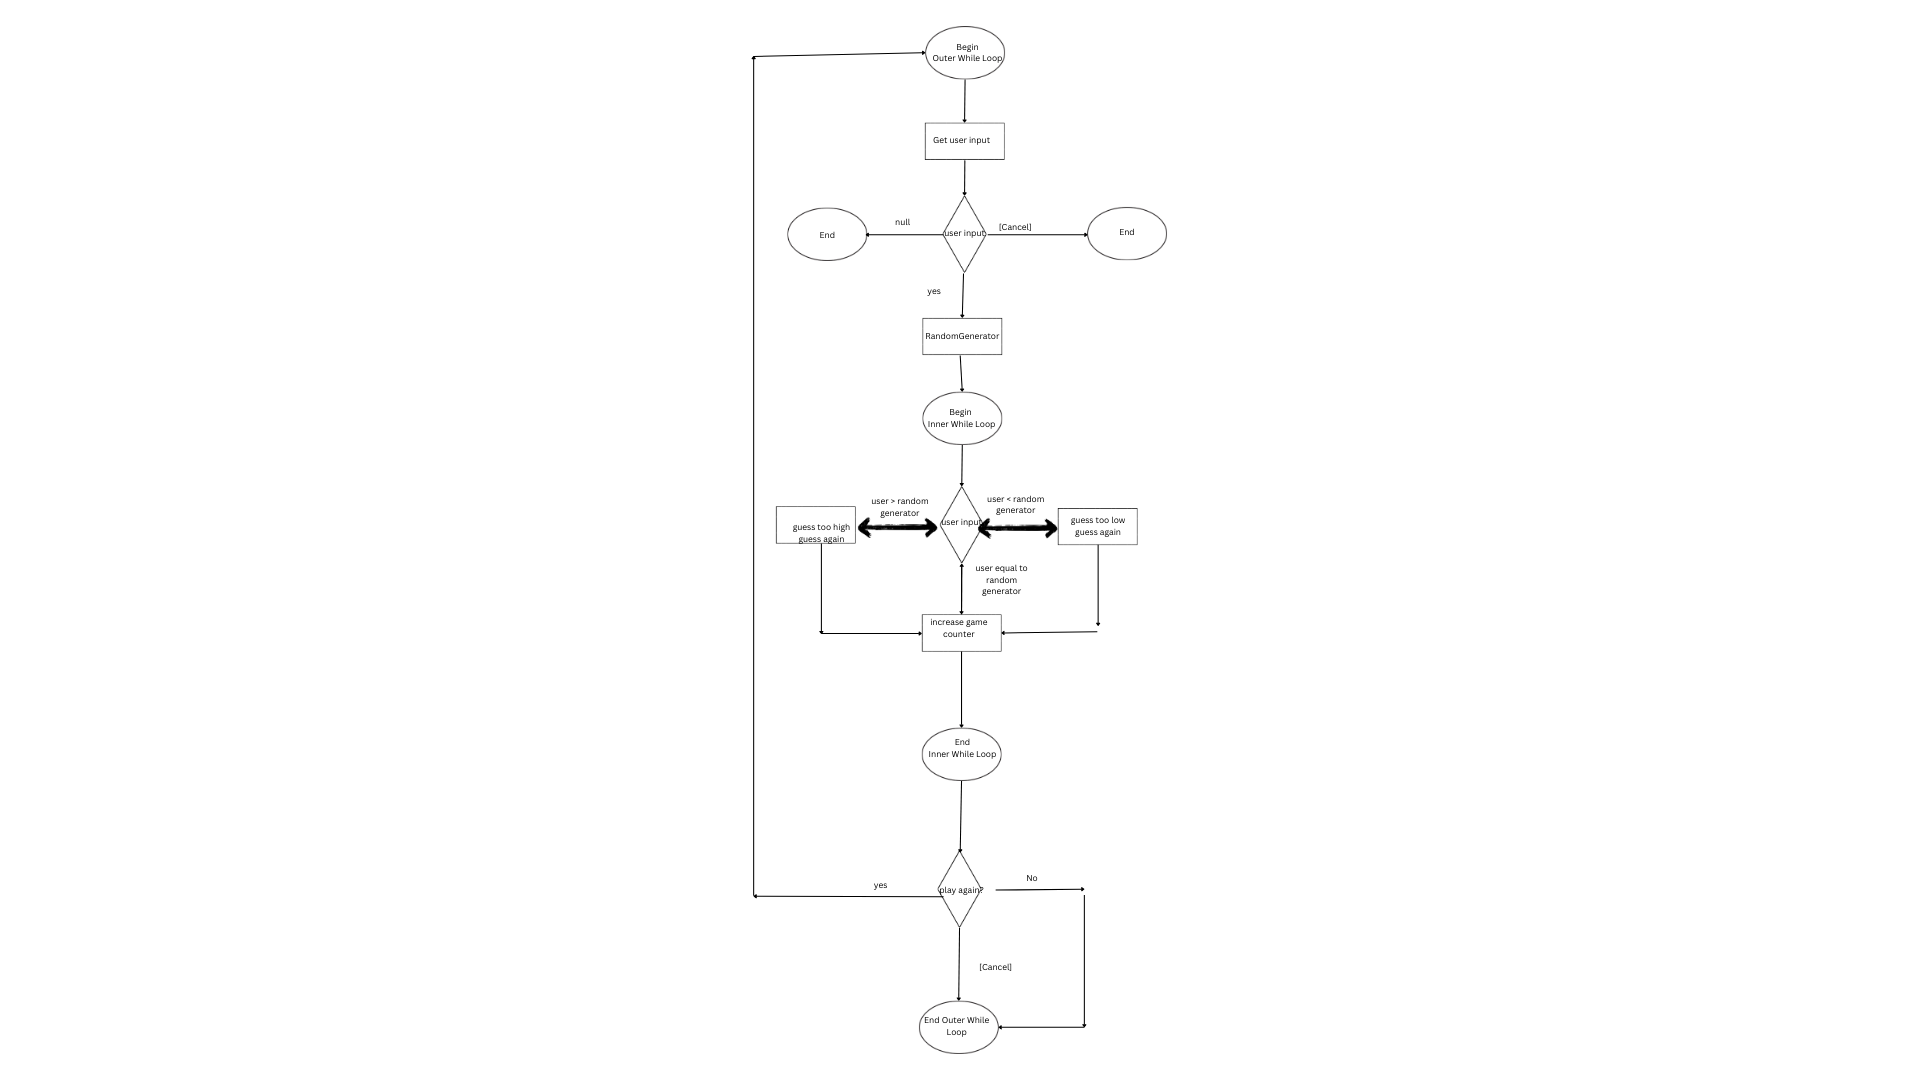 Begin
Outer While Loop
Get user input
null
[Cancel]
End
user input
End
yes
RandomGenerator
Begin
Inner While Loop
user > random
generator
user < random
generator
guess too high
guess again
user input
guess too low
guess again
user equal to
random
generator
increase game
counter
End
Inner While Loop
yes
play again?
No
[Cancel]
End Outer While
Loop